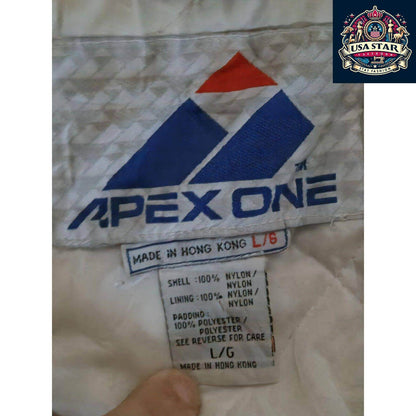 USA STAR
APEX ONE
TM
MADE IN HONG KONG L/G
SHELL :100% NYLON/
NYLON
LINING:100% NYLON/
NYLON
PADDING:
100% POLYESTER/
POLYESTER
SEE REVERSE FOR CARE
L/G
MADE IN HONG KONG